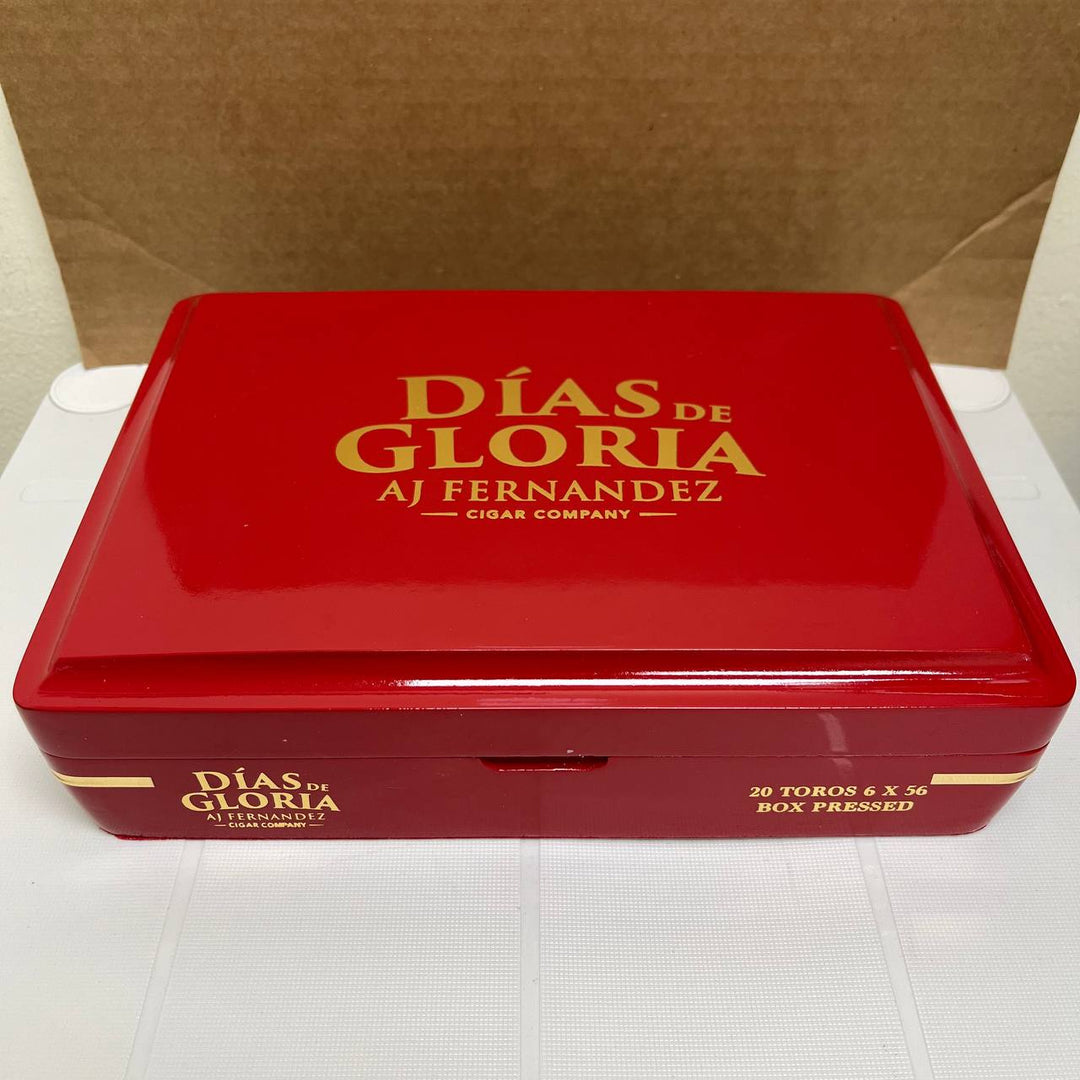 DÍAS DE
GLORIA
AJ FERNANDEZ
CIGAR COMPANY
DÍAS DE
GLORIA
AJ FERNANDEZ
CIGAR COMPANY
20 TOROS 6 X 56
BOX PRESSED